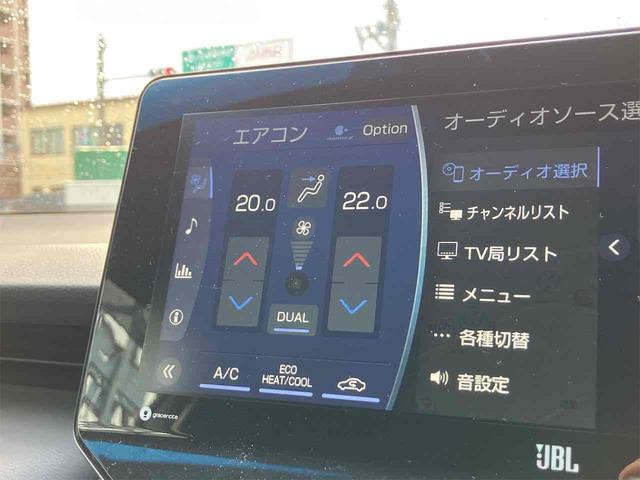 エアコン
Option
20.0
22.0
DUAL
A/C
ECO
HEAT/COOL
gracenote
オーディオソース選
オーディオ選択
チャンネルリスト
TV局リスト
メニュー
各種切替
音設定
JBL